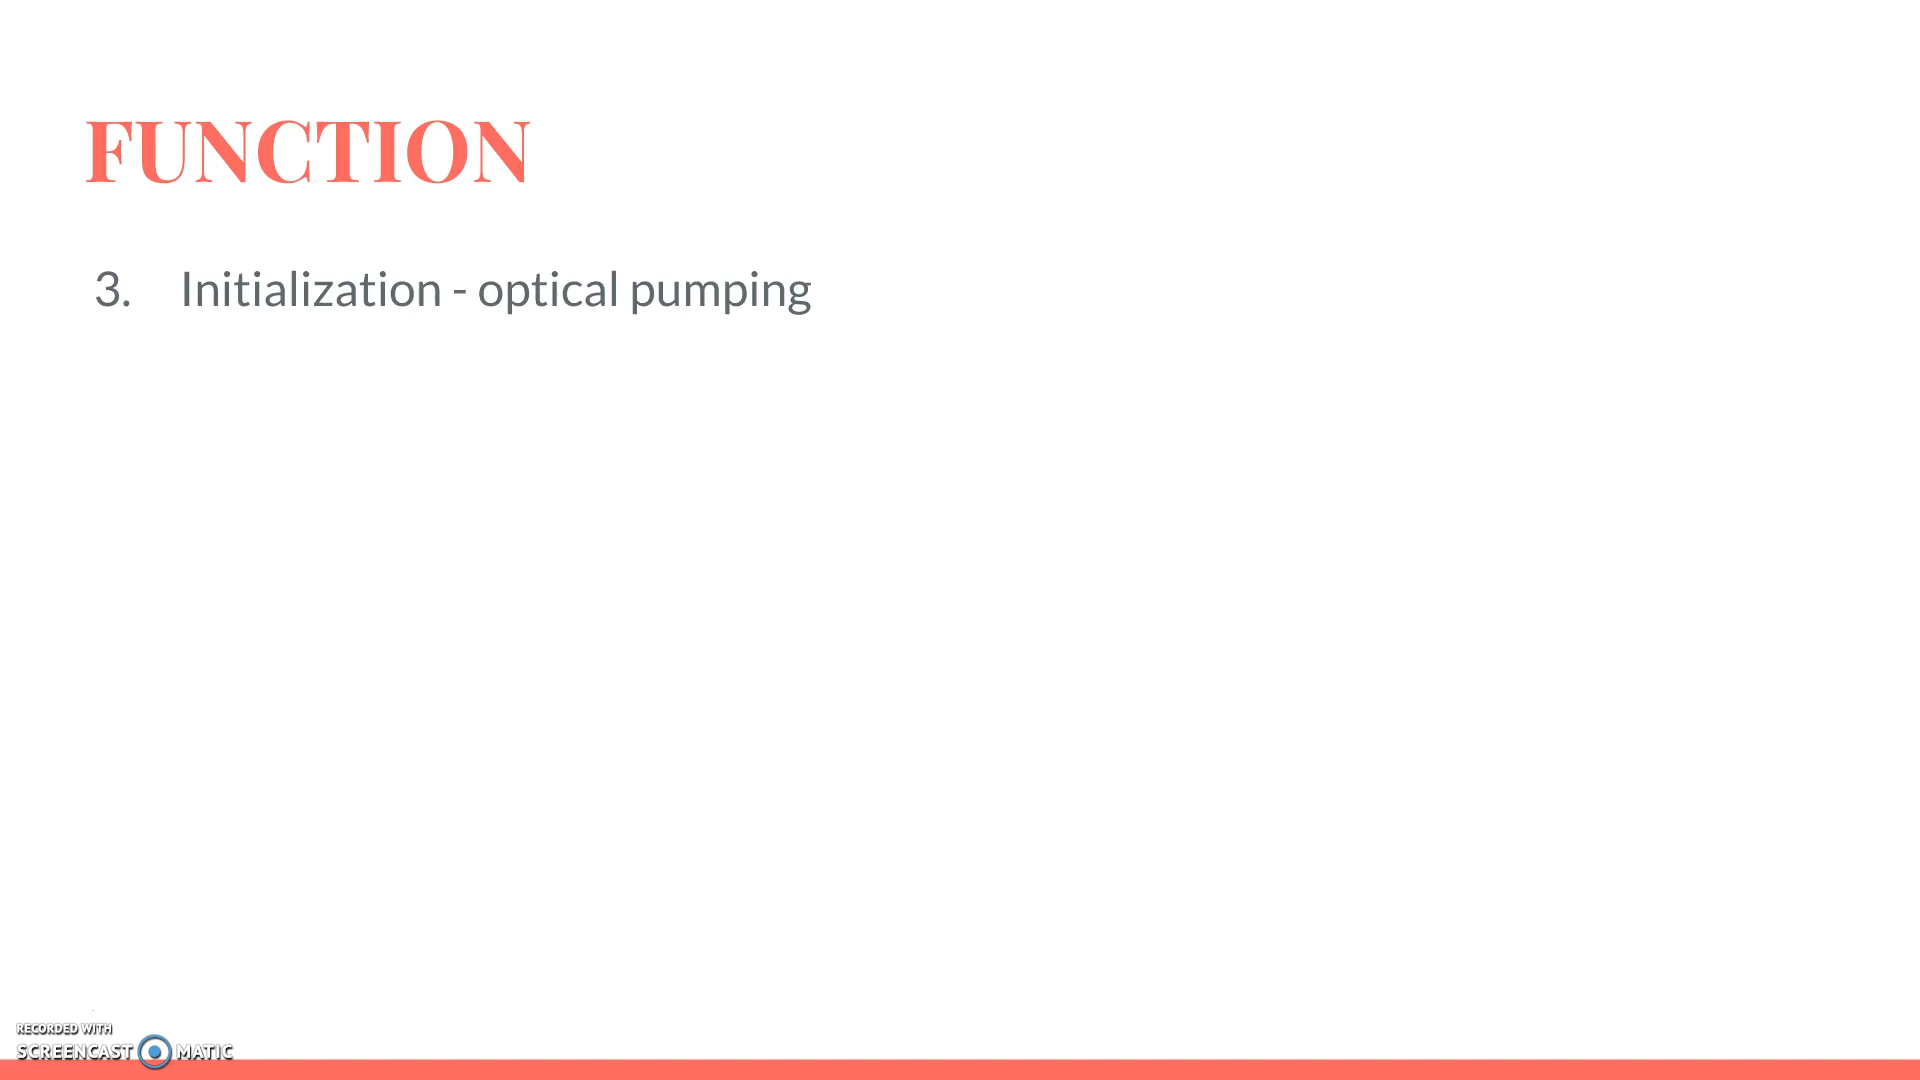 FUNCTION
3. Initialization - optical pumping
RECORDED WITH
SCREENCAST MATIC